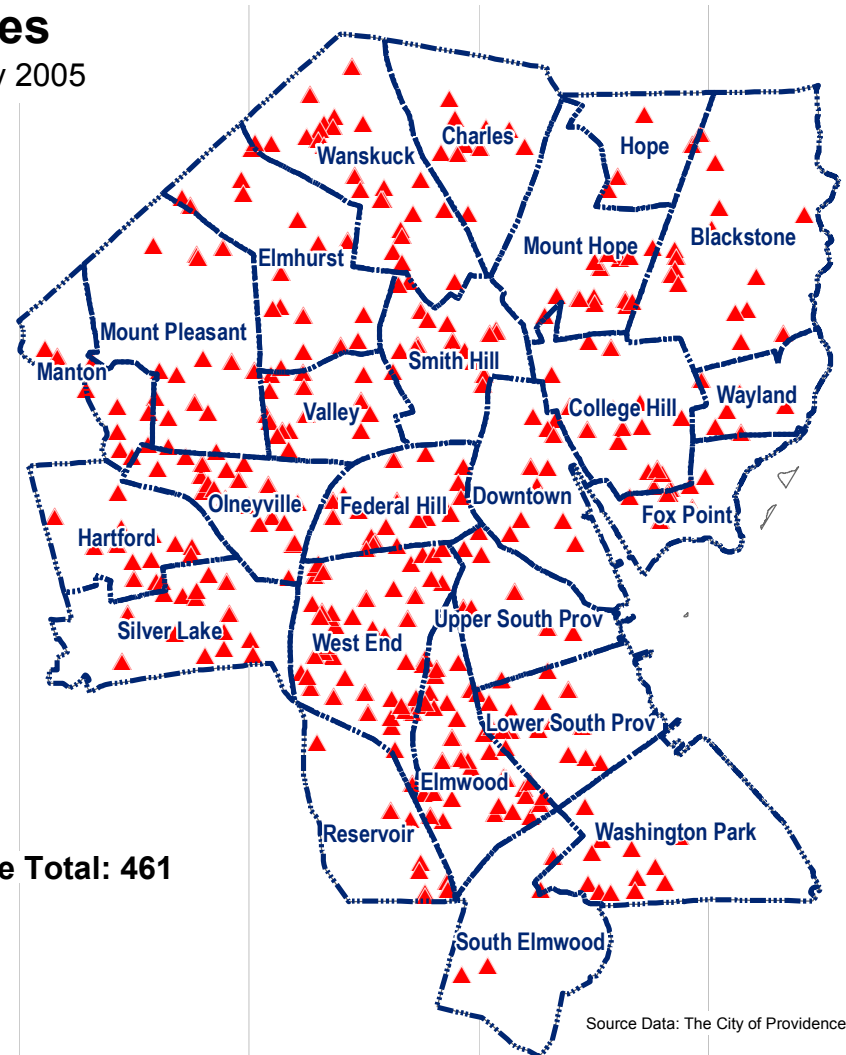 es
y 2005
Charles
Hope
Wanskuck
Mount Hope
Blackstone
Elmhurst
Mount Pleasant
Smith Hill
Manton
Wayland
Valley
College Hill
Olneyville
Federal Hill
Downtown
Fox Point
Hartford
Upper South Prov
Silver Lake
West End
Lower South Prov
Elmwood
Reservoir
Washington Park
e Total: 461
South Elmwood
Source Data: The City of Providence